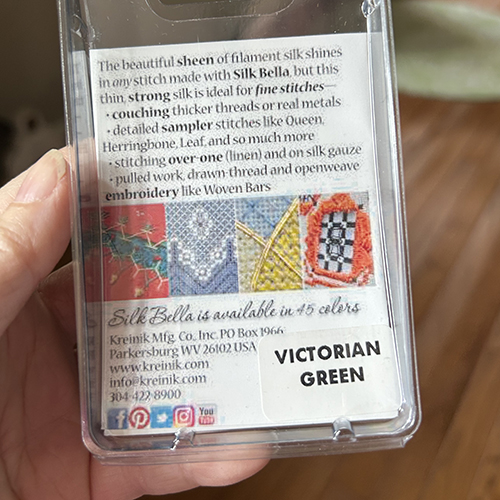 The beautiful sheen of filament silk shines
in any stitch made with Silk Bella, but this
thin, strong silk is ideal for fine stitches—
• couching thicker threads or real metals
• detailed sampler stitches like Queen,
Herringbone, Leaf, and so much more
• stitching over-one (linen) and on silk gauze
• pulled work, drawn thread and openweave
embroidery like Woven Bars
Silk Bella is available in 45 colors
Kreinik Mfg. Co., Inc. PO Box 1966
Parkersburg WV 26102 USA
www.kreinik.com
info@kreinik.com
304-422-8900
VICTORIAN
GREEN
You
Tube